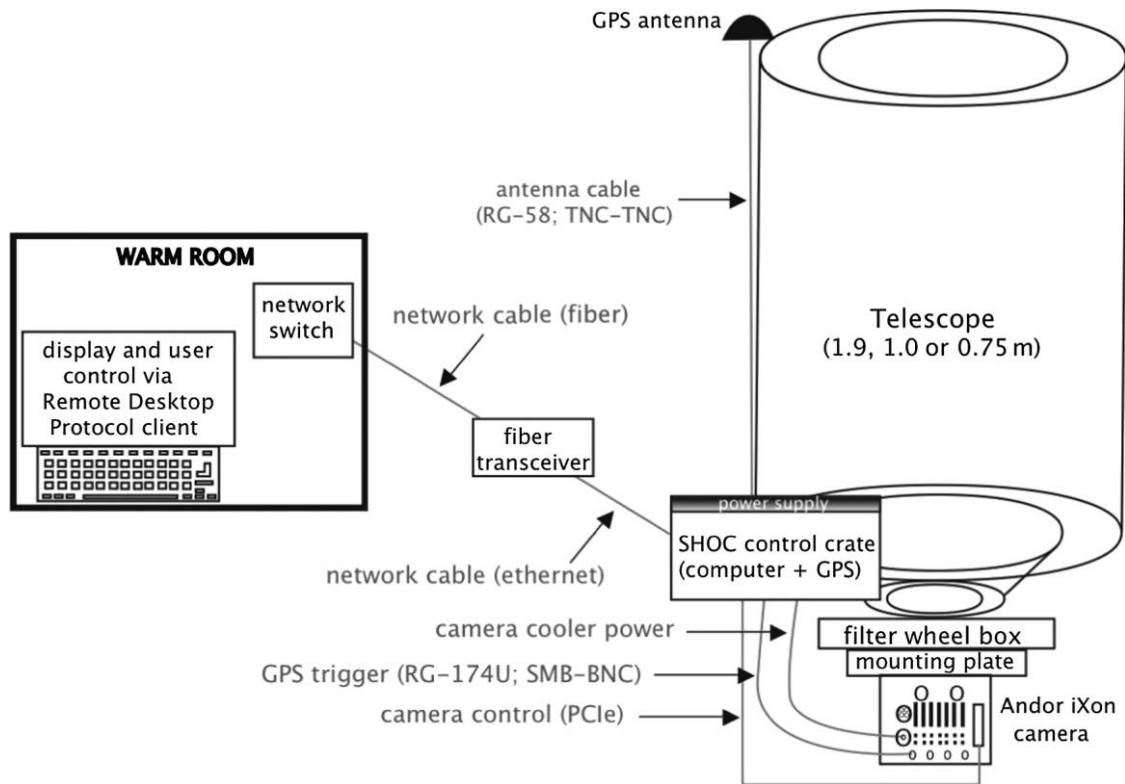 GPS antenna
antenna cable
(RG-58; TNC-TNC)
WARM ROOM
network
switch
network cable (fiber)
display and user
control via
Remote Desktop
Protocol client
Telescope
(1.9, 1.0 or 0.75 m)
fiber
transceiver
power supply
SHOC control crate
(computer + GPS)
network cable (ethernet)
camera cooler power
filter wheel box
mounting plate
GPS trigger (RG-174U; SMB-BNC)
camera control (PCIe)
Andor iXon
camera